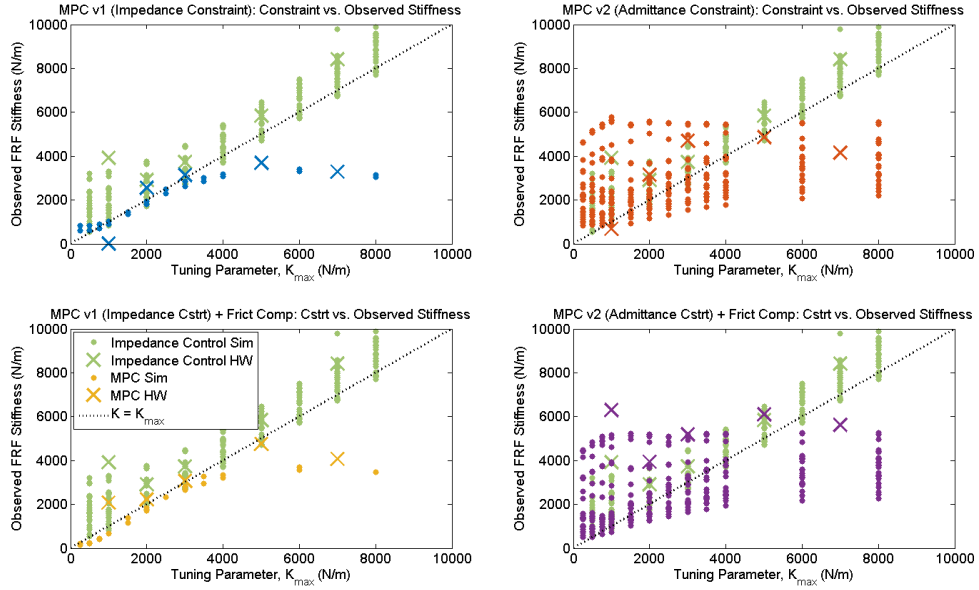 MPC v1 (Impedance Constraint): Constraint vs. Observed Stiffness
10000
8000
6000
4000
2000
0
Observed FRF Stiffness (N/m)
0 2000 4000 6000 8000 10000
Tuning Parameter, K_max (N/m)
MPC v2 (Admittance Constraint): Constraint vs. Observed Stiffness
10000
8000
6000
4000
2000
0
Observed FRF Stiffness (N/m)
0 2000 4000 6000 8000 10000
Tuning Parameter, K_max (N/m)
MPC v1 (Impedance Cstrt) + Frict Comp: Cstrt vs. Observed Stiffness
10000
8000
6000
4000
2000
0
Observed FRF Stiffness (N/m)
Impedance Control Sim
Impedance Control HW
MPC Sim
MPC HW
K = K_max
0 2000 4000 6000 8000 10000
Tuning Parameter, K_max (N/m)
MPC v2 (Admittance Cstrt) + Frict Comp: Cstrt vs. Observed Stiffness
10000
8000
6000
4000
2000
0
Observed FRF Stiffness (N/m)
0 2000 4000 6000 8000 10000
Tuning Parameter, K_max (N/m)